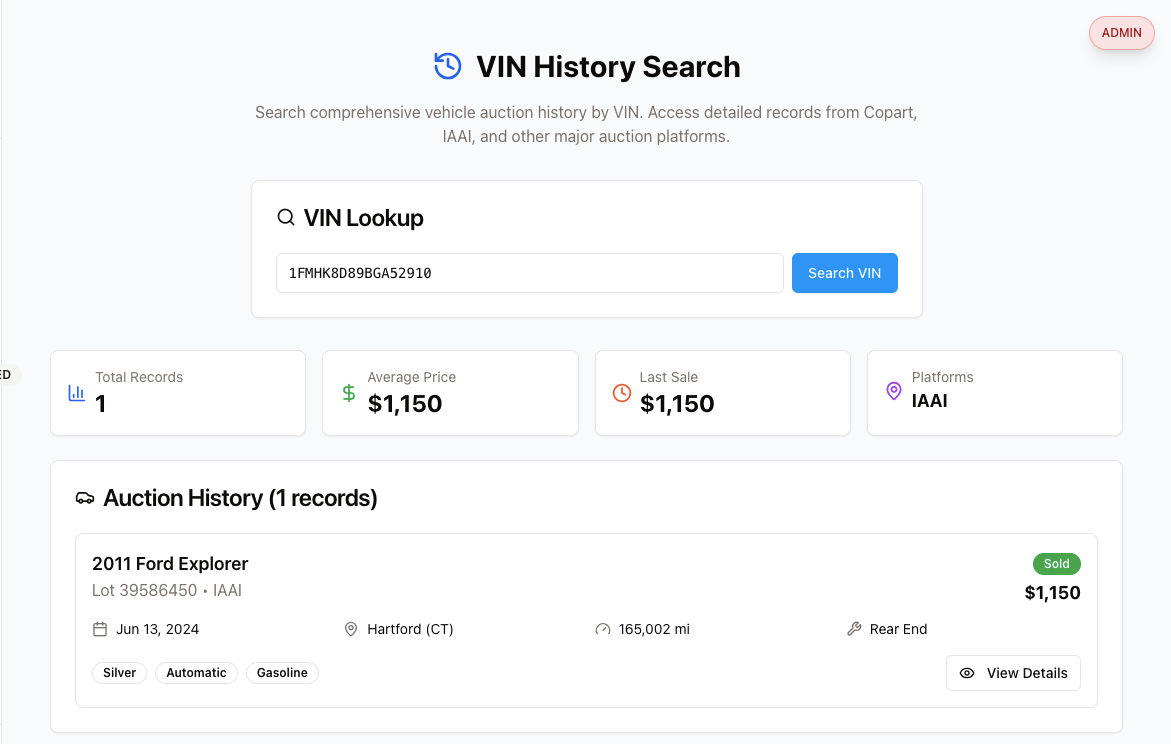 ADMIN
VIN History Search
Search comprehensive vehicle auction history by VIN. Access detailed records from Copart,
IAAI, and other major auction platforms.
VIN Lookup
1FMHK8D89BGA52910
Search VIN
ED
Total Records
1
Average Price
$1,150
Last Sale
$1,150
Platforms
IAAI
Auction History (1 records)
2011 Ford Explorer
Sold
Lot 39586450 • IAAI
$1,150
Jun 13, 2024
Hartford (CT)
165,002 mi
Rear End
Silver
Automatic
Gasoline
View Details